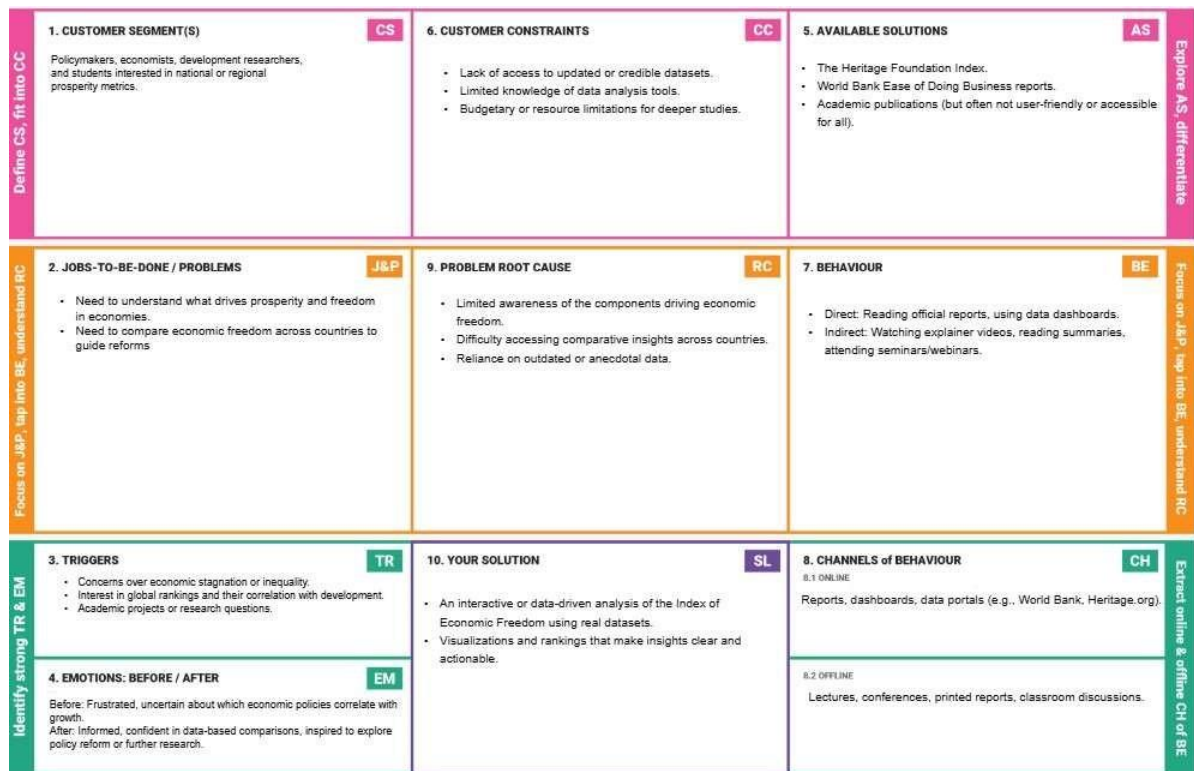 Define CS, fit into CC
1. CUSTOMER SEGMENT(S)
CS
Policymakers, economists, development researchers,
and students interested in national or regional
prosperity metrics.
6. CUSTOMER CONSTRAINTS
CC
• Lack of access to updated or credible datasets.
• Limited knowledge of data analysis tools.
• Budgetary or resource limitations for deeper studies.
5. AVAILABLE SOLUTIONS
AS
• The Heritage Foundation Index.
• World Bank Ease of Doing Business reports.
• Academic publications (but often not user-friendly or accessible
for all).
Explore AS, differentiate
Focus on J&P, tap into BE, understand RC
2. JOBS-TO-BE-DONE / PROBLEMS
J&P
• Need to understand what drives prosperity and freedom
in economies.
• Need to compare economic freedom across countries to
guide reforms
9. PROBLEM ROOT CAUSE
RC
• Limited awareness of the components driving economic
freedom.
• Difficulty accessing comparative insights across countries.
• Reliance on outdated or anecdotal data.
7. BEHAVIOUR
BE
• Direct: Reading official reports, using data dashboards.
• Indirect: Watching explainer videos, reading summaries,
attending seminars/webinars.
Focus on J&P, tap into BE, understand RC
Identify strong TR & EM
3. TRIGGERS
TR
• Concerns over economic stagnation or inequality.
• Interest in global rankings and their correlation with development.
• Academic projects or research questions.
4. EMOTIONS: BEFORE / AFTER
EM
Before: Frustrated, uncertain about which economic policies correlate with
growth.
After: Informed, confident in data-based comparisons, inspired to explore
policy reform or further research.
10. YOUR SOLUTION
SL
• An interactive or data-driven analysis of the Index of
Economic Freedom using real datasets.
• Visualizations and rankings that make insights clear and
actionable.
8. CHANNELS of BEHAVIOUR
CH
8.1 ONLINE
Reports, dashboards, data portals (e.g., World Bank, Heritage.org).
8.2 OFFLINE
Lectures, conferences, printed reports, classroom discussions.
Extract online & offline CH of BE